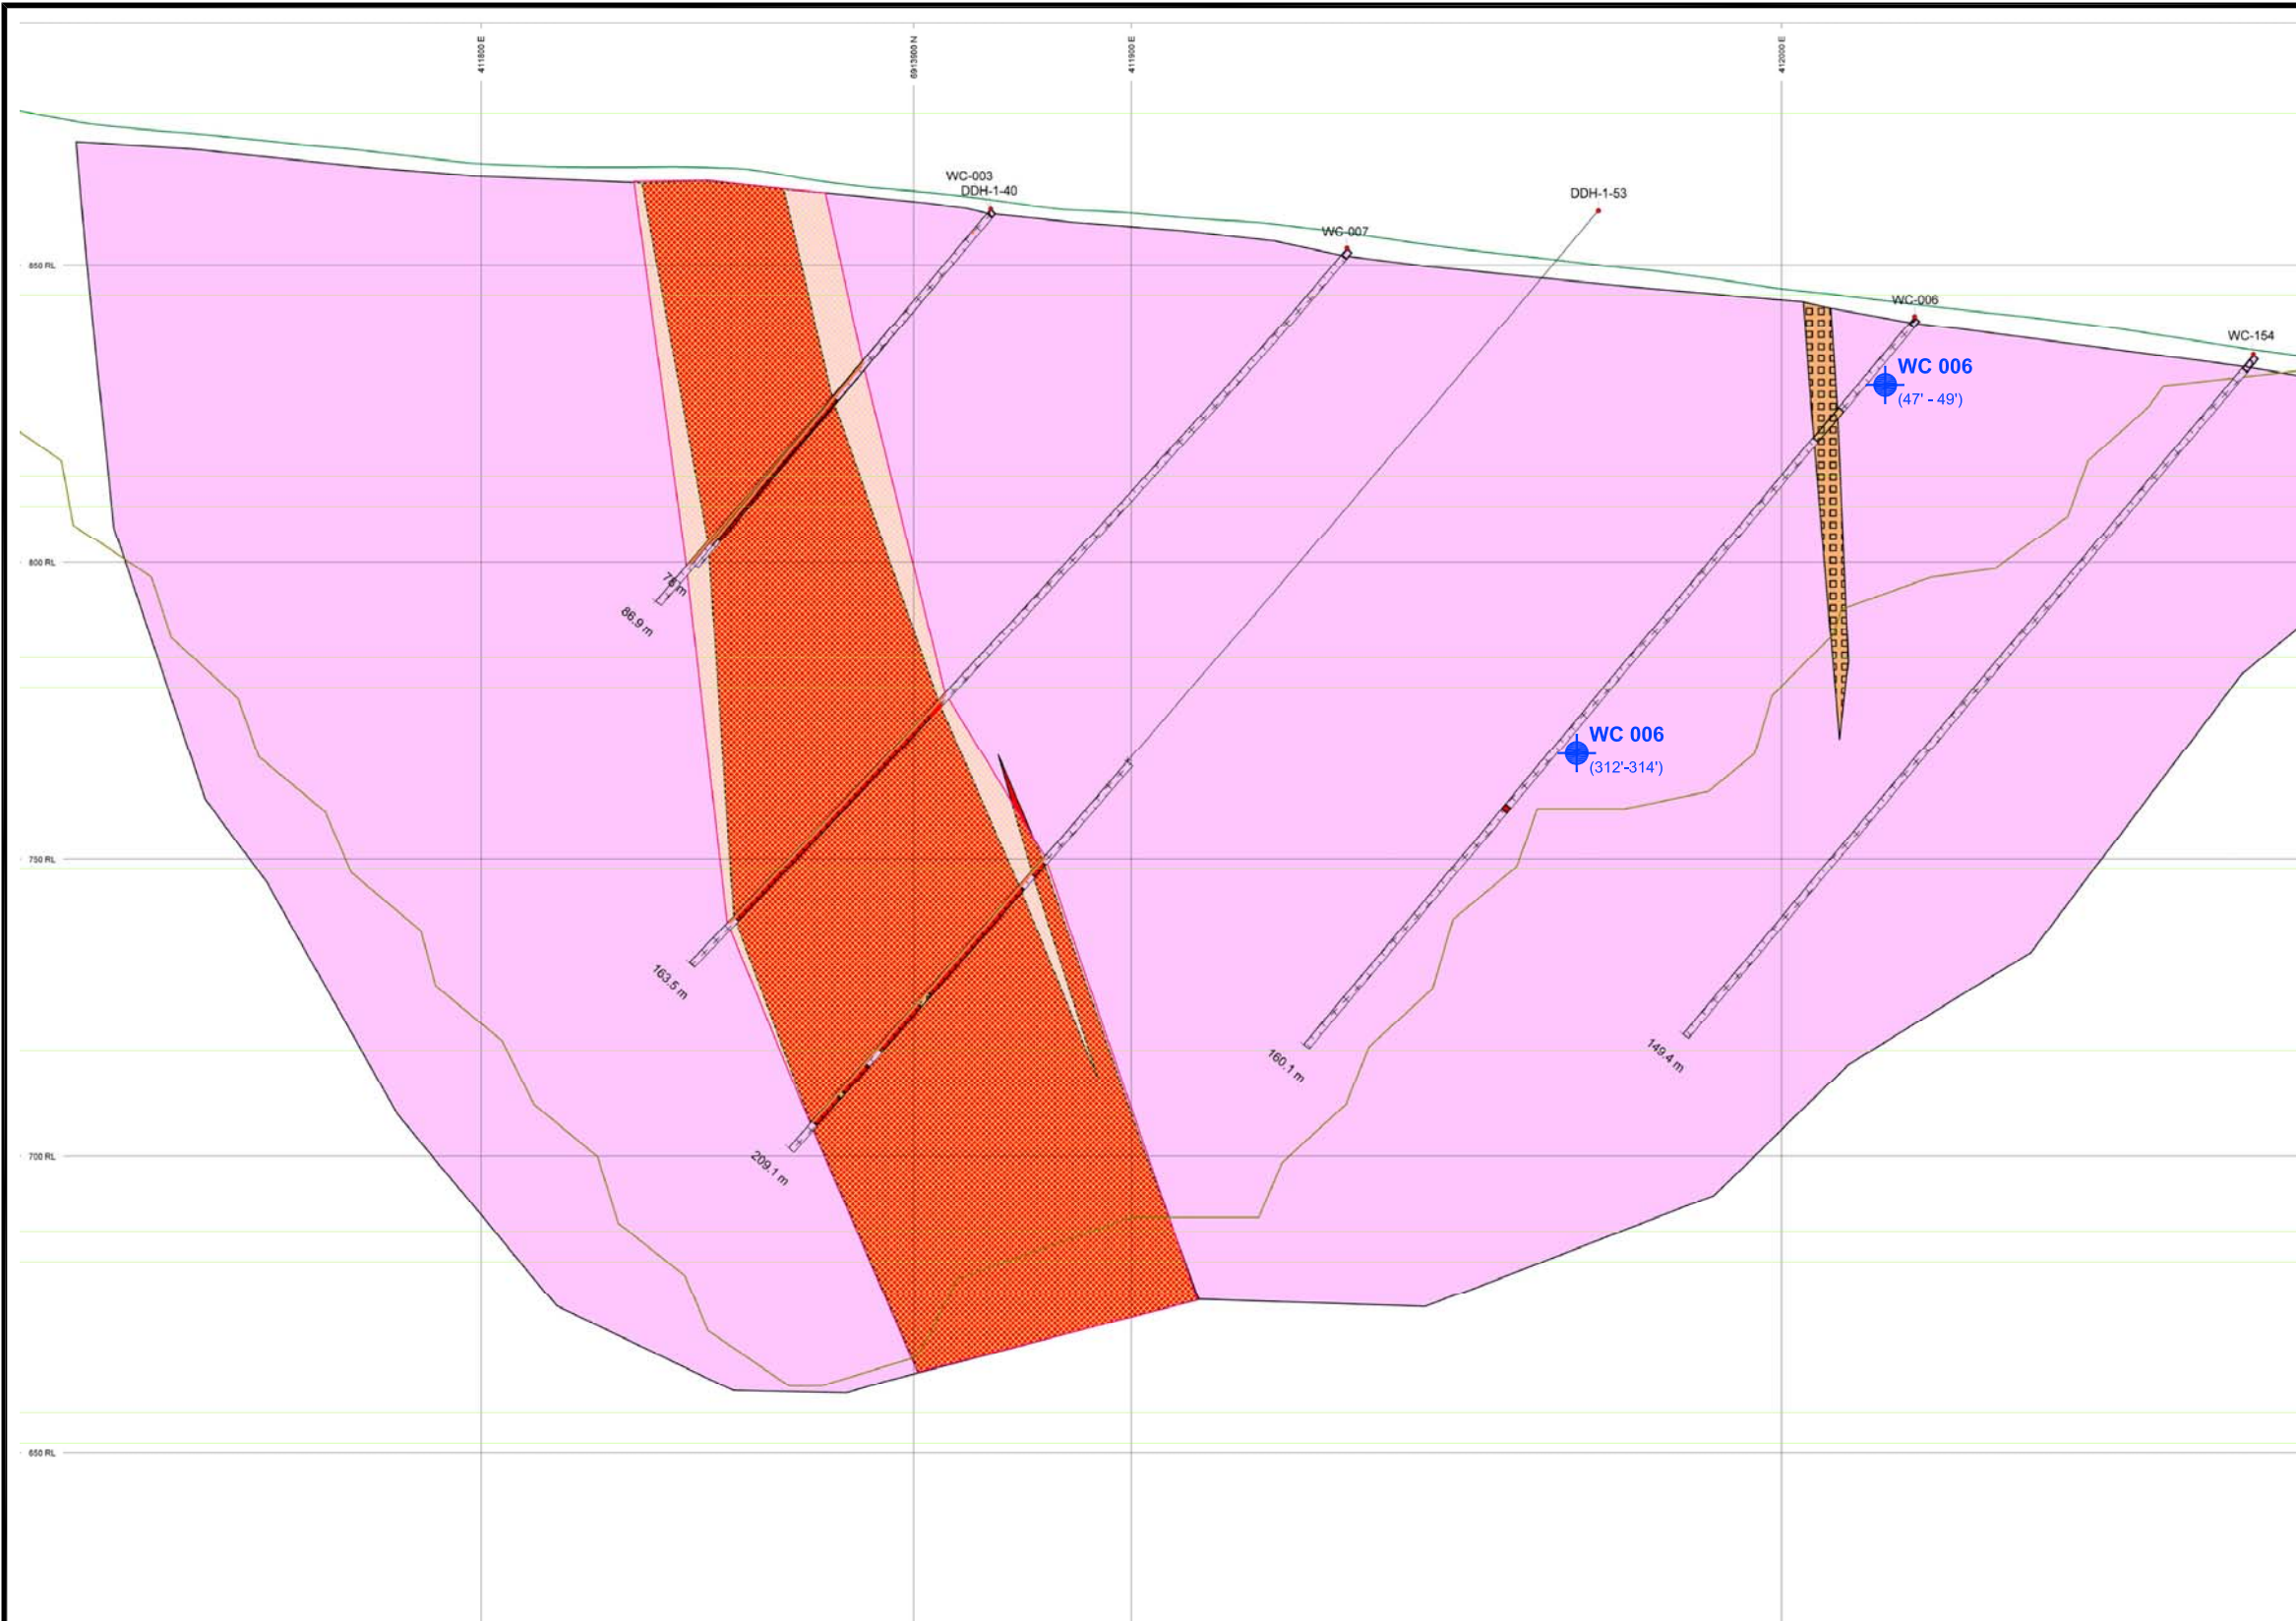 411800 E
6913800 N
411900 E
412000 E
WC-003
DDH-1-40
DDH-1-53
WC-007
850 RL
WC-006
WC-154
WC 006
(47' - 49')
800 RL
76 m
86.9 m
WC 006
(312'-314')
750 RL
163.5 m
160.1 m
149.4 m
700 RL
209.1 m
650 RL